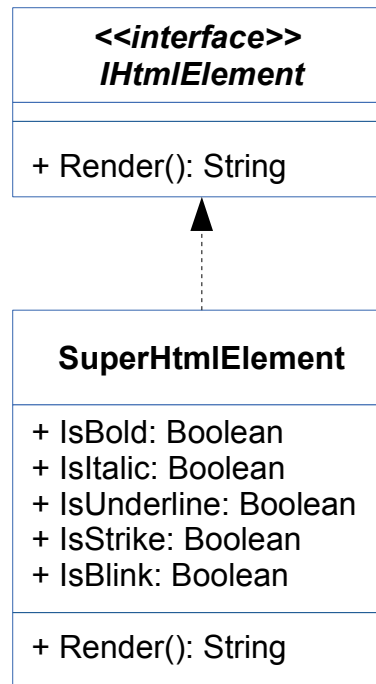 <<interface>>
IHtmlElement
+ Render(): String
SuperHtmlElement
+ IsBold: Boolean
+ IsItalic: Boolean
+ IsUnderline: Boolean
+ IsStrike: Boolean
+ IsBlink: Boolean
+ Render(): String